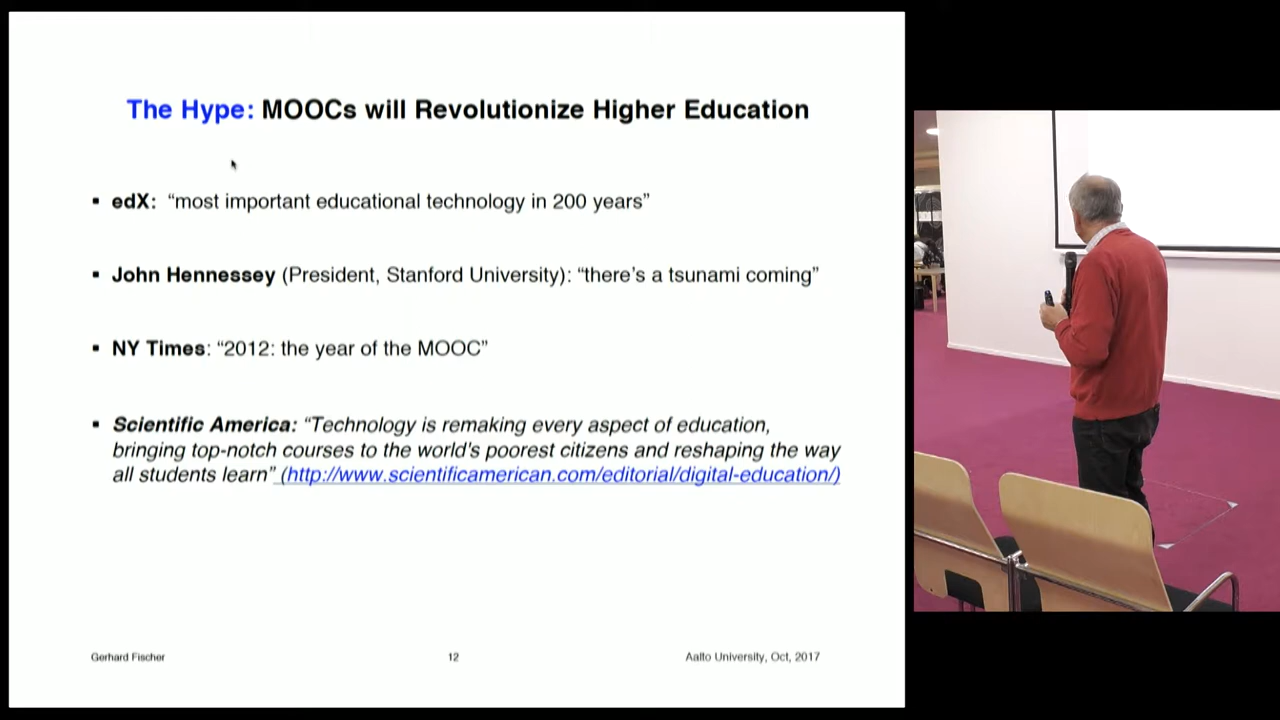 The Hype: MOOCs will Revolutionize Higher Education
▪ edX: “most important educational technology in 200 years”
▪ John Hennessey (President, Stanford University): “there’s a tsunami coming”
▪ NY Times: “2012: the year of the MOOC”
▪ Scientific America: “Technology is remaking every aspect of education,
bringing top-notch courses to the world’s poorest citizens and reshaping the way
all students learn” (http://www.scientificamerican.com/editorial/digital-education/)
Gerhard Fischer 12 Aalto University, Oct, 2017